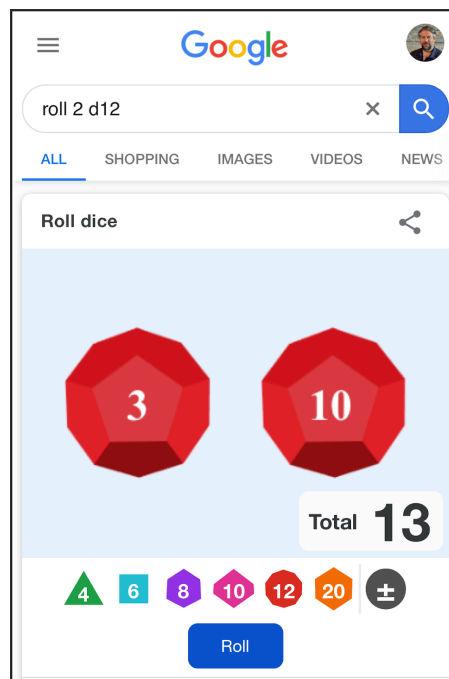 Google
roll 2 d12
ALL SHOPPING IMAGES VIDEOS NEWS
Roll dice
3 10
Total 13
4 6 8 10 12 20 ±
Roll